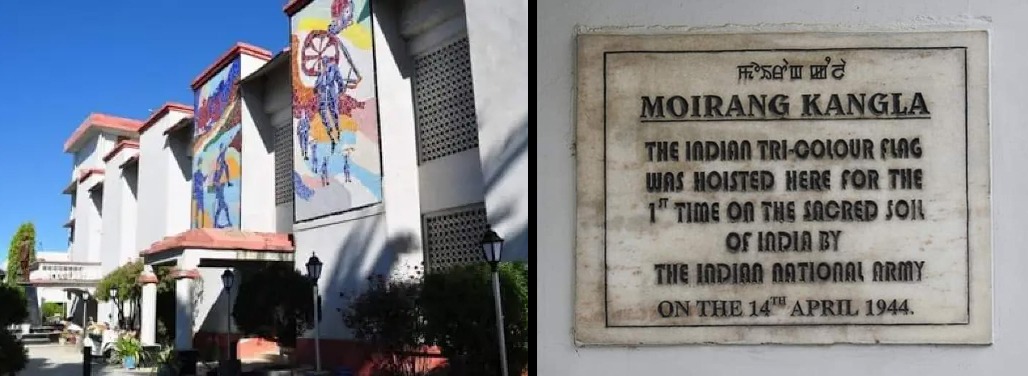 MOIRANG KANGLA
THE INDIAN TRI-COLOUR FLAG
WAS HOISTED HERE FOR THE
1ST TIME ON THE SACRED SOIL
OF INDIA BY
THE INDIAN NATIONAL ARMY
ON THE 14TH APRIL 1944.